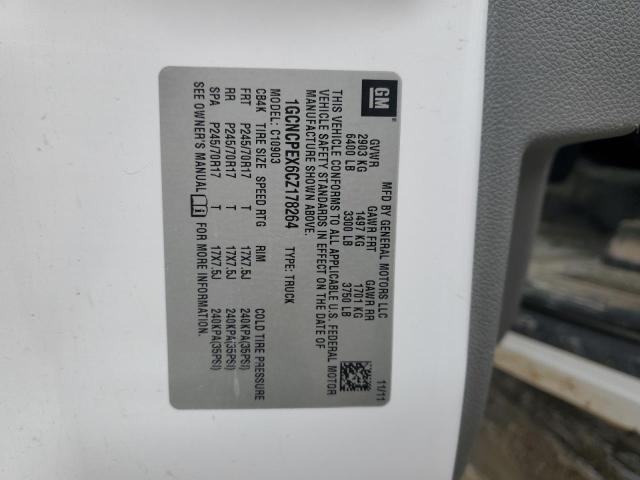 GM
MFD BY GENERAL MOTORS LLC
11/11
GVWR GAWR FRT GAWR RR
2903 KG 1497 KG 1701 KG
6400 LB 3300 LB 3750 LB
THIS VEHICLE CONFORMS TO ALL APPLICABLE U.S. FEDERAL MOTOR
VEHICLE SAFETY STANDARDS IN EFFECT ON THE DATE OF
MANUFACTURE SHOWN ABOVE.
1GCNCPEX6CZ178264 TYPE: TRUCK
MODEL: C10903
CB4K TIRE SIZE SPEED RTG RIM COLD TIRE PRESSURE
FRT P245/70R17 T 17X7.5J 240KPA(35PSI)
RR P245/70R17 T 17X7.5J 240KPA(35PSI)
SPA P245/70R17 T 17X7.5J 240KPA(35PSI)
SEE OWNER'S MANUAL FOR MORE INFORMATION.